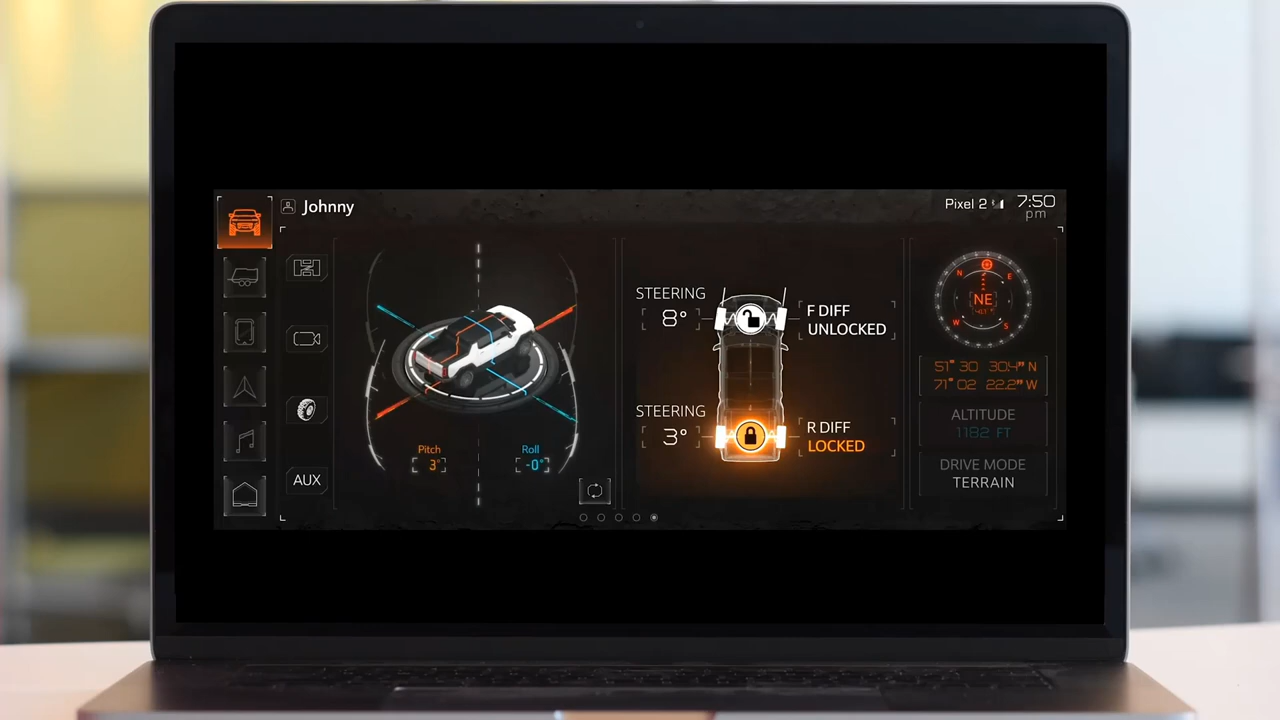 Johnny
Pixel 2
7:50
pm
AUX
Pitch
3°
Roll
-0°
STEERING
8°
F DIFF
UNLOCKED
STEERING
3°
R DIFF
LOCKED
N
E
NE
W
S
51° 30 30.4" N
71° 02 22.2" W
ALTITUDE
1182 FT
DRIVE MODE
TERRAIN